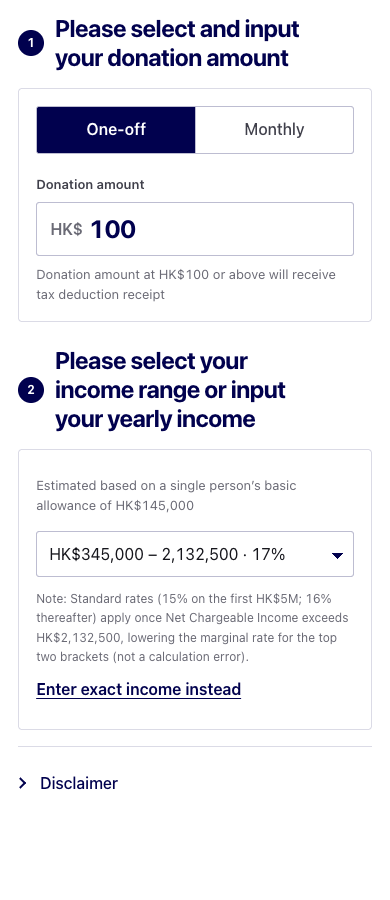 1
Please select and input
your donation amount
One-off
Monthly
Donation amount
HK$ 100
Donation amount at HK$100 or above will receive
tax deduction receipt
2
Please select your
income range or input
your yearly income
Estimated based on a single person's basic
allowance of HK$145,000
HK$345,000 – 2,132,500 · 17%
Note: Standard rates (15% on the first HK$5M; 16%
thereafter) apply once Net Chargeable Income exceeds
HK$2,132,500, lowering the marginal rate for the top
two brackets (not a calculation error).
Enter exact income instead
Disclaimer